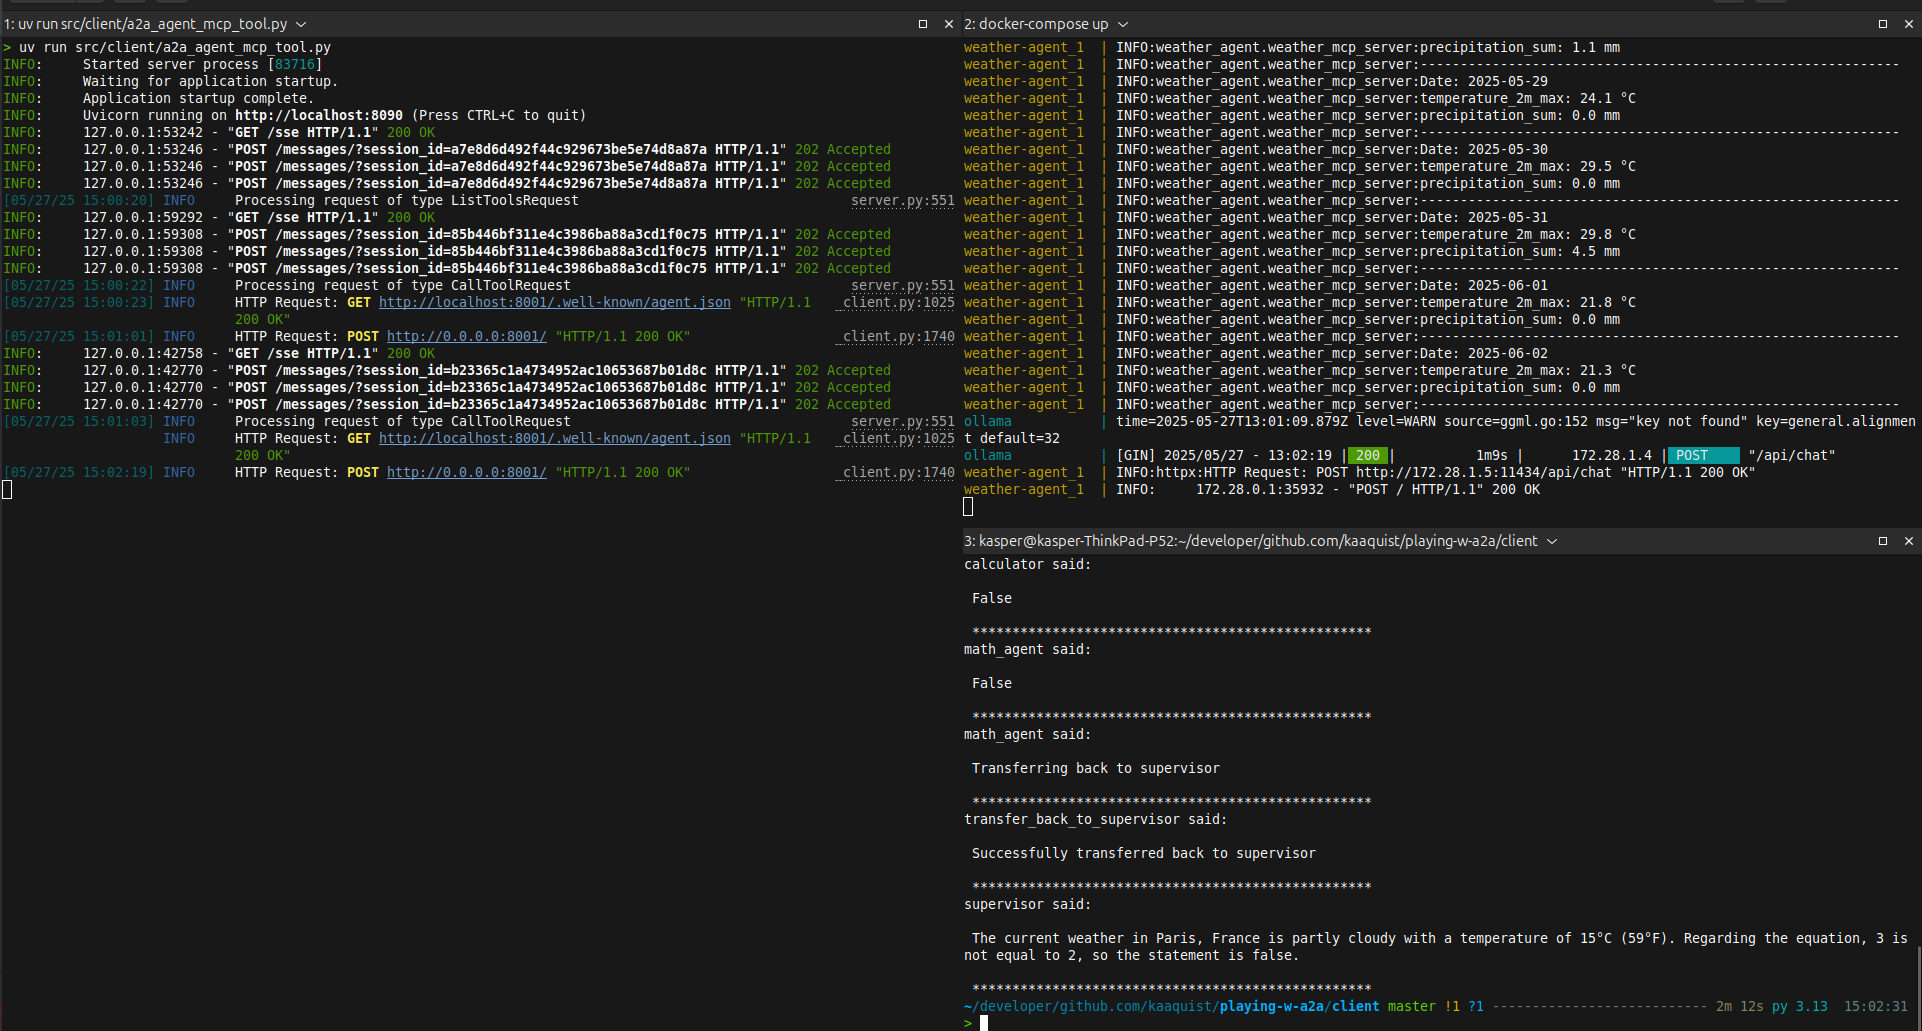 1: uv run src/client/a2a_agent_mcp_tool.py
> uv run src/client/a2a_agent_mcp_tool.py
INFO:     Started server process [83716]
INFO:     Waiting for application startup.
INFO:     Application startup complete.
INFO:     Uvicorn running on http://localhost:8090 (Press CTRL+C to quit)
INFO:     127.0.0.1:53242 - "GET /sse HTTP/1.1" 200 OK
INFO:     127.0.0.1:53246 - "POST /messages/?session_id=a7e8d6d492f44c929673be5e74d8a87a HTTP/1.1" 202 Accepted
INFO:     127.0.0.1:53246 - "POST /messages/?session_id=a7e8d6d492f44c929673be5e74d8a87a HTTP/1.1" 202 Accepted
INFO:     127.0.0.1:53246 - "POST /messages/?session_id=a7e8d6d492f44c929673be5e74d8a87a HTTP/1.1" 202 Accepted
[05/27/25 15:00:20] INFO     Processing request of type ListToolsRequest     server.py:551
INFO:     127.0.0.1:59292 - "GET /sse HTTP/1.1" 200 OK
INFO:     127.0.0.1:59308 - "POST /messages/?session_id=85b446bf311e4c3986ba88a3cd1f0c75 HTTP/1.1" 202 Accepted
INFO:     127.0.0.1:59308 - "POST /messages/?session_id=85b446bf311e4c3986ba88a3cd1f0c75 HTTP/1.1" 202 Accepted
INFO:     127.0.0.1:59308 - "POST /messages/?session_id=85b446bf311e4c3986ba88a3cd1f0c75 HTTP/1.1" 202 Accepted
[05/27/25 15:00:22] INFO     Processing request of type CallToolRequest     server.py:551
[05/27/25 15:00:23] INFO     HTTP Request: GET http://localhost:8001/.well-known/agent.json "HTTP/1.1     _client.py:1025
200 OK"
[05/27/25 15:01:01] INFO     HTTP Request: POST http://0.0.0.0:8001/ "HTTP/1.1 200 OK"     _client.py:1740
INFO:     127.0.0.1:42758 - "GET /sse HTTP/1.1" 200 OK
INFO:     127.0.0.1:42770 - "POST /messages/?session_id=b23365c1a4734952ac10653687b01d8c HTTP/1.1" 202 Accepted
INFO:     127.0.0.1:42770 - "POST /messages/?session_id=b23365c1a4734952ac10653687b01d8c HTTP/1.1" 202 Accepted
INFO:     127.0.0.1:42770 - "POST /messages/?session_id=b23365c1a4734952ac10653687b01d8c HTTP/1.1" 202 Accepted
[05/27/25 15:01:03] INFO     Processing request of type CallToolRequest     server.py:551
INFO     HTTP Request: GET http://localhost:8001/.well-known/agent.json "HTTP/1.1     _client.py:1025
200 OK"
[05/27/25 15:02:19] INFO     HTTP Request: POST http://0.0.0.0:8001/ "HTTP/1.1 200 OK"     _client.py:1740
2: docker-compose up
weather-agent_1  | INFO:weather_agent.weather_mcp_server:precipitation_sum: 1.1 mm
weather-agent_1  | INFO:weather_agent.weather_mcp_server:------------------------------------------------------------
weather-agent_1  | INFO:weather_agent.weather_mcp_server:Date: 2025-05-29
weather-agent_1  | INFO:weather_agent.weather_mcp_server:temperature_2m_max: 24.1 °C
weather-agent_1  | INFO:weather_agent.weather_mcp_server:precipitation_sum: 0.0 mm
weather-agent_1  | INFO:weather_agent.weather_mcp_server:------------------------------------------------------------
weather-agent_1  | INFO:weather_agent.weather_mcp_server:Date: 2025-05-30
weather-agent_1  | INFO:weather_agent.weather_mcp_server:temperature_2m_max: 29.5 °C
weather-agent_1  | INFO:weather_agent.weather_mcp_server:precipitation_sum: 0.0 mm
weather-agent_1  | INFO:weather_agent.weather_mcp_server:------------------------------------------------------------
weather-agent_1  | INFO:weather_agent.weather_mcp_server:Date: 2025-05-31
weather-agent_1  | INFO:weather_agent.weather_mcp_server:temperature_2m_max: 29.8 °C
weather-agent_1  | INFO:weather_agent.weather_mcp_server:precipitation_sum: 4.5 mm
weather-agent_1  | INFO:weather_agent.weather_mcp_server:------------------------------------------------------------
weather-agent_1  | INFO:weather_agent.weather_mcp_server:Date: 2025-06-01
weather-agent_1  | INFO:weather_agent.weather_mcp_server:temperature_2m_max: 21.8 °C
weather-agent_1  | INFO:weather_agent.weather_mcp_server:precipitation_sum: 0.0 mm
weather-agent_1  | INFO:weather_agent.weather_mcp_server:------------------------------------------------------------
weather-agent_1  | INFO:weather_agent.weather_mcp_server:Date: 2025-06-02
weather-agent_1  | INFO:weather_agent.weather_mcp_server:temperature_2m_max: 21.3 °C
weather-agent_1  | INFO:weather_agent.weather_mcp_server:precipitation_sum: 0.0 mm
weather-agent_1  | INFO:weather_agent.weather_mcp_server:------------------------------------------------------------
ollama           | time=2025-05-27T13:01:09.879Z level=WARN source=ggml.go:152 msg="key not found" key=general.alignmen
t default=32
ollama           | [GIN] 2025/05/27 - 13:02:19 | 200 |          1m9s |      172.28.1.4 | POST     "/api/chat"
weather-agent_1  | INFO:httpx:HTTP Request: POST http://172.28.1.5:11434/api/chat "HTTP/1.1 200 OK"
weather-agent_1  | INFO:     172.28.0.1:35932 - "POST / HTTP/1.1" 200 OK
3: kasper@kasper-ThinkPad-P52:~/developer/github.com/kaaquist/playing-w-a2a/client
calculator said:
False
**************************************************
math_agent said:
False
**************************************************
math_agent said:
Transferring back to supervisor
**************************************************
transfer_back_to_supervisor said:
Successfully transferred back to supervisor
**************************************************
supervisor said:
The current weather in Paris, France is partly cloudy with a temperature of 15°C (59°F). Regarding the equation, 3 is
not equal to 2, so the statement is false.
**************************************************
~/developer/github.com/kaaquist/playing-w-a2a/client master !1 ?1 --------------------------- 2m 12s py 3.13  15:02:31
>